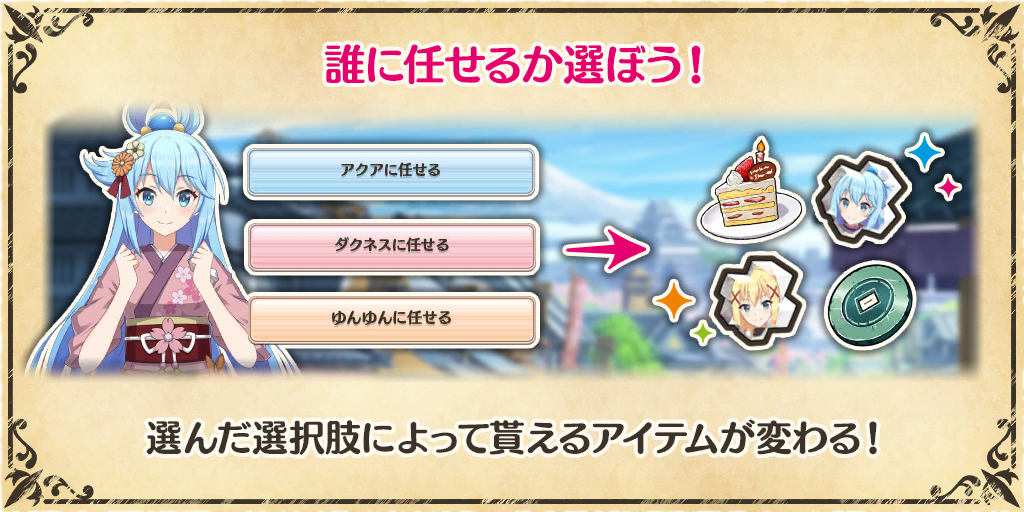 誰に任せるか選ぼう！
アクアに任せる
ダクネスに任せる
ゆんゆんに任せる
選んだ選択肢によって貰えるアイテムが変わる！